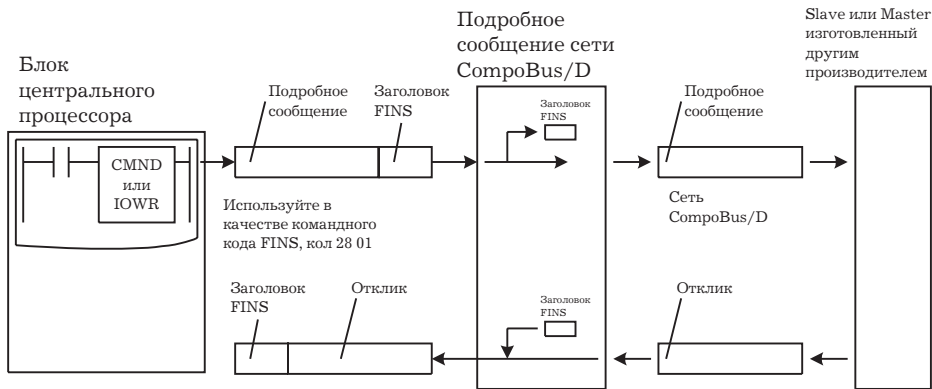 Блок
центрального
процессора
CMND
или
IOWR
Подробное
сообщение
Заголовок
FINS
Используйте в
качестве командного
кода FINS, кол 28 01
Заголовок
FINS
Отклик
Подробное
сообщение сети
CompoBus/D
Заголовок
FINS
Заголовок
FINS
Подробное
сообщение
Сеть
CompoBus/D
Отклик
Slave или Master
изготовленный
другим
производителем